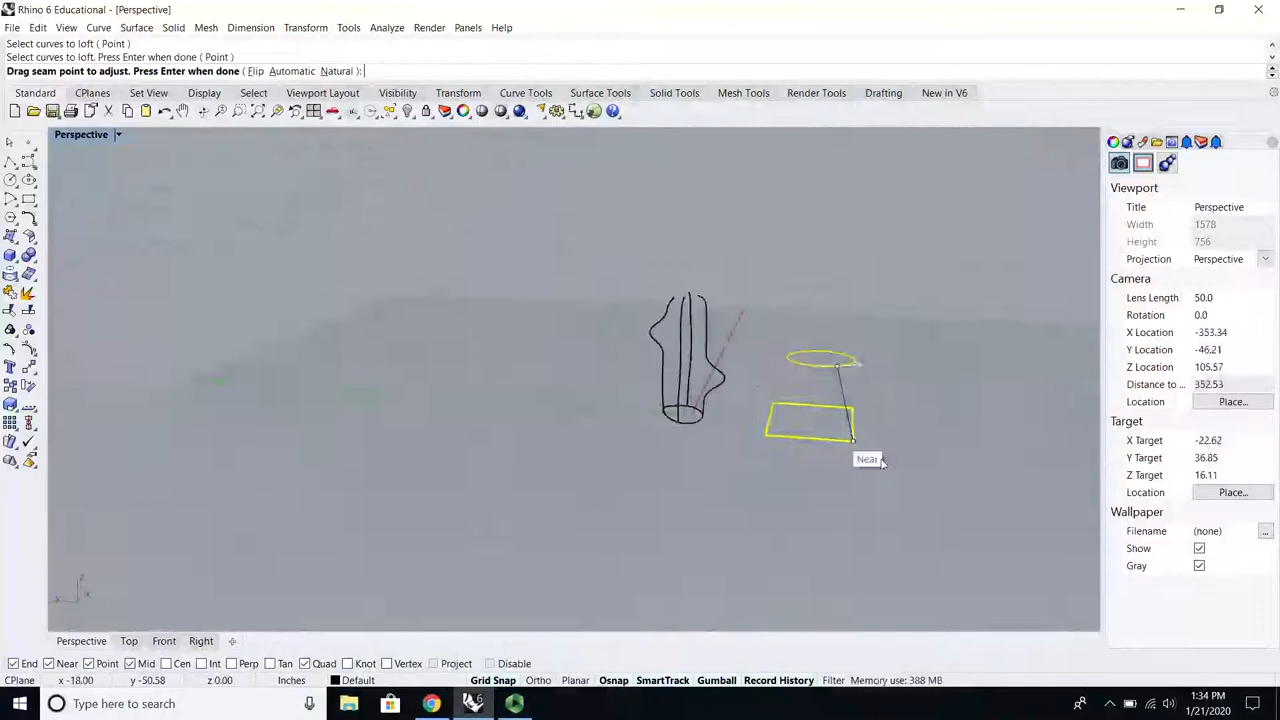 Rhino 6 Educational - [Perspective]
File Edit View Curve Surface Solid Mesh Dimension Transform Tools Analyze Render Panels Help
Select curves to loft ( Point )
Select curves to loft. Press Enter when done ( Point )
Drag seam point to adjust. Press Enter when done ( Flip Automatic Natural ):
Standard CPlanes Set View Display Select Viewport Layout Visibility Transform Curve Tools Surface Tools Solid Tools Mesh Tools Render Tools Drafting New in V6
Perspective
Viewport
Title Perspective
Width 1578
Height 756
Projection Perspective
Camera
Lens Length 50.0
Rotation 0.0
X Location -353.34
Y Location -46.21
Z Location 105.57
Distance to ... 352.53
Location Place...
Target
X Target -22.62
Y Target 36.85
Z Target 16.11
Location Place...
Wallpaper
Filename (none) ...
Show
Gray
Near
z
x
Perspective Top Front Right
End Near Point Mid Cen Int Perp Tan Quad Knot Vertex Project Disable
CPlane x -18.00 y -50.58 z 0.00 Inches Default Grid Snap Ortho Planar Osnap SmartTrack Gumball Record History Filter Memory use: 388 MB
Type here to search
1:34 PM
1/21/2020